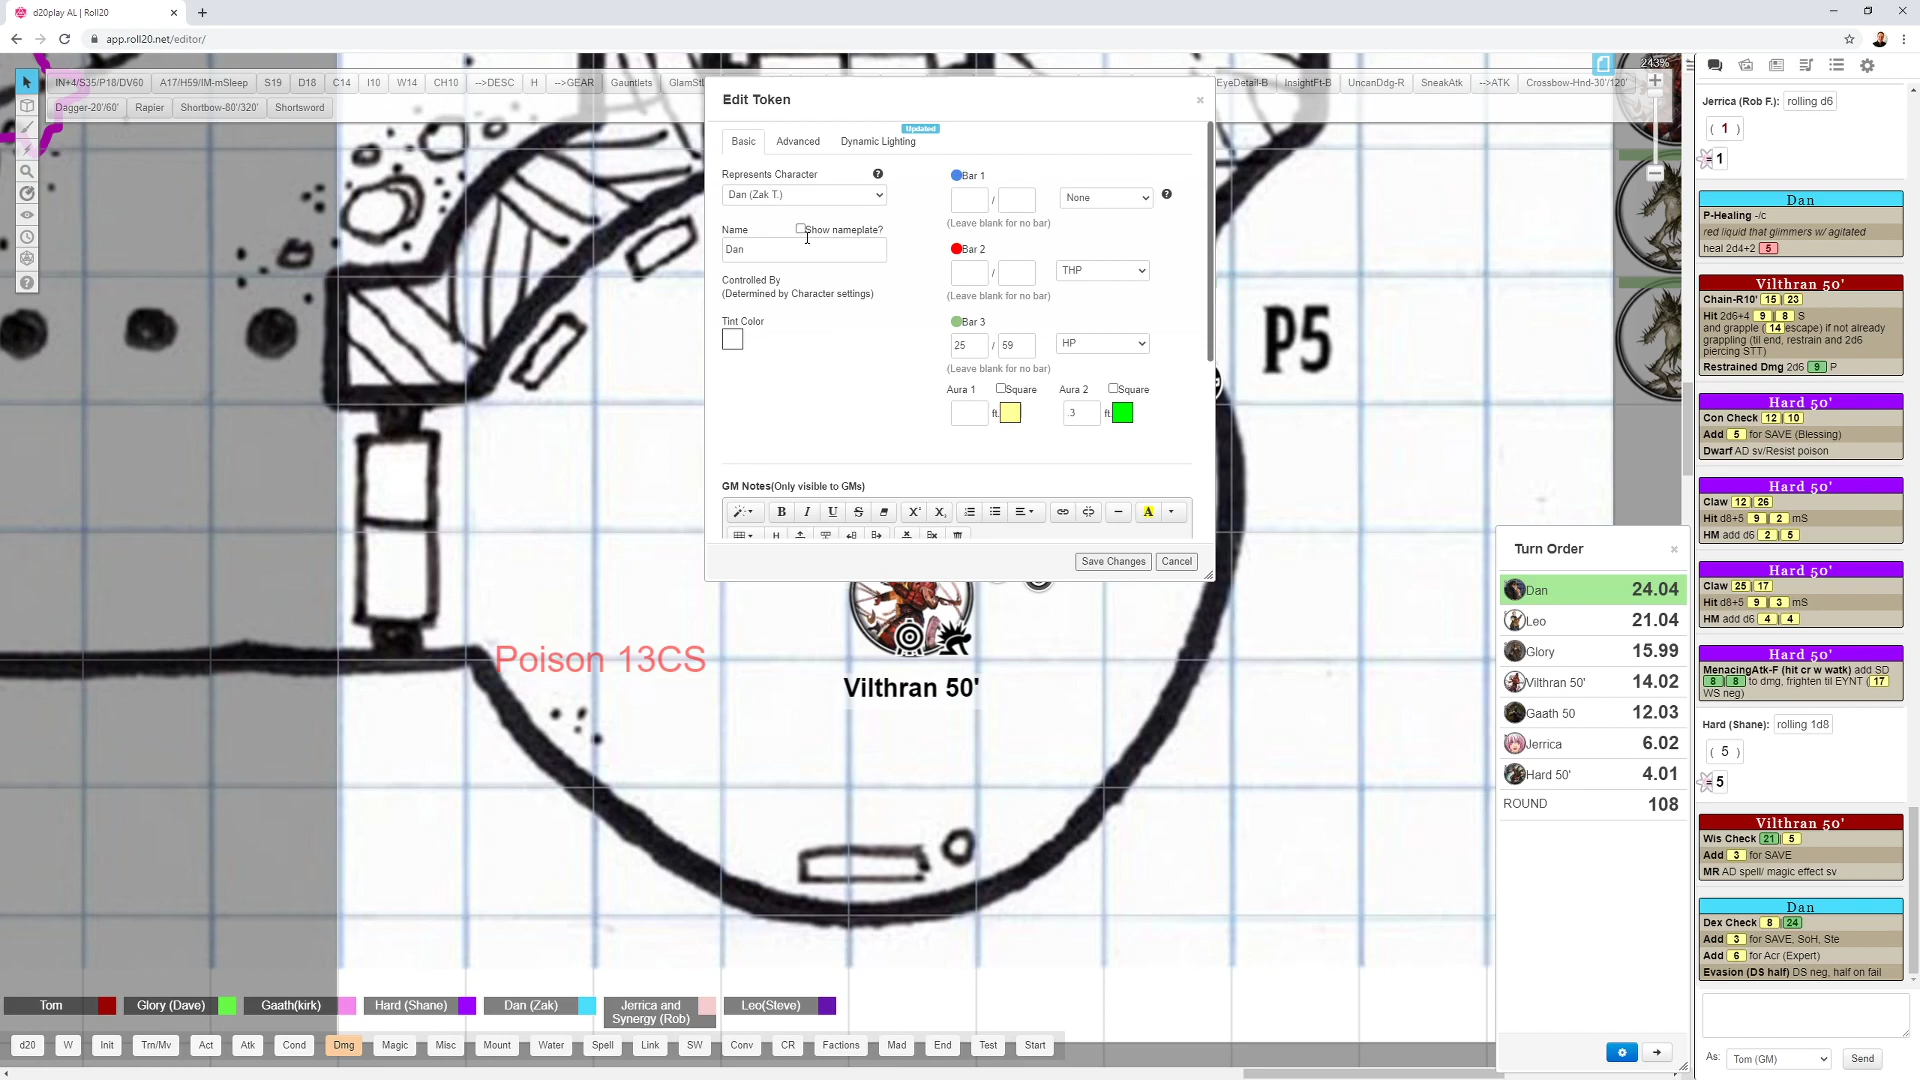 d20play AL | Roll20
app.roll20.net/editor/
IN+4/S35/P18/DV60 A17/H59/IM-mSleep S19 D18 C14 I10 W14 CH10 -->DESC H -->GEAR Gauntlets GlamStL EyeDetail-B InsightFt-B UncanDdg-R SneakAtk -->ATK Crossbow-Hnd-30'/120'
Dagger-20'/60' Rapier Shortbow-80'/320' Shortsword
243%
Edit Token
Updated
Basic Advanced Dynamic Lighting
Represents Character
Dan (Zak T.)
Name Show nameplate?
Dan
Controlled By
(Determined by Character settings)
Tint Color
Bar 1
/ None
(Leave blank for no bar)
Bar 2
/ THP
(Leave blank for no bar)
Bar 3
25 / 59 HP
(Leave blank for no bar)
Aura 1 Square Aura 2 Square
ft. .3 ft.
GM Notes(Only visible to GMs)
Save Changes Cancel
P5
Poison 13CS
Vilthran 50'
Turn Order
Dan 24.04
Leo 21.04
Glory 15.99
Vilthran 50' 14.02
Gaath 50 12.03
Jerrica 6.02
Hard 50' 4.01
ROUND 108
Jerrica (Rob F.): rolling d6
( 1 )
=1
Dan
P-Healing -/c
red liquid that glimmers w/ agitated
heal 2d4+2 5
Vilthran 50'
Chain-R10' 15 23
Hit 2d6+4 9 8 S
and grapple (14 escape) if not already
grappling (til end, restrain and 2d6
piercing STT)
Restrained Dmg 2d6 9 P
Hard 50'
Con Check 12 10
Add 5 for SAVE (Blessing)
Dwarf AD sv/Resist poison
Hard 50'
Claw 12 26
Hit d8+5 9 2 mS
HM add d6 2 5
Hard 50'
Claw 25 17
Hit d8+5 9 3 mS
HM add d6 4 4
Hard 50'
MenacingAtk-F (hit cr w watk) add SD
8 8 to dmg, frighten til EYNT (17
WS neg)
Hard (Shane): rolling 1d8
( 5 )
=5
Vilthran 50'
Wis Check 21 5
Add 3 for SAVE
MR AD spell/ magic effect sv
Dan
Dex Check 8 24
Add 3 for SAVE, SoH, Ste
Add 6 for Acr (Expert)
Evasion (DS half) DS neg, half on fail
As: Tom (GM) Send
Tom Glory (Dave) Gaath(kirk) Hard (Shane) Dan (Zak) Jerrica and Leo(Steve)
Synergy (Rob)
d20 W Init Trn/Mv Act Atk Cond Dmg Magic Misc Mount Water Spell Link SW Conv CR Factions Mad End Test Start